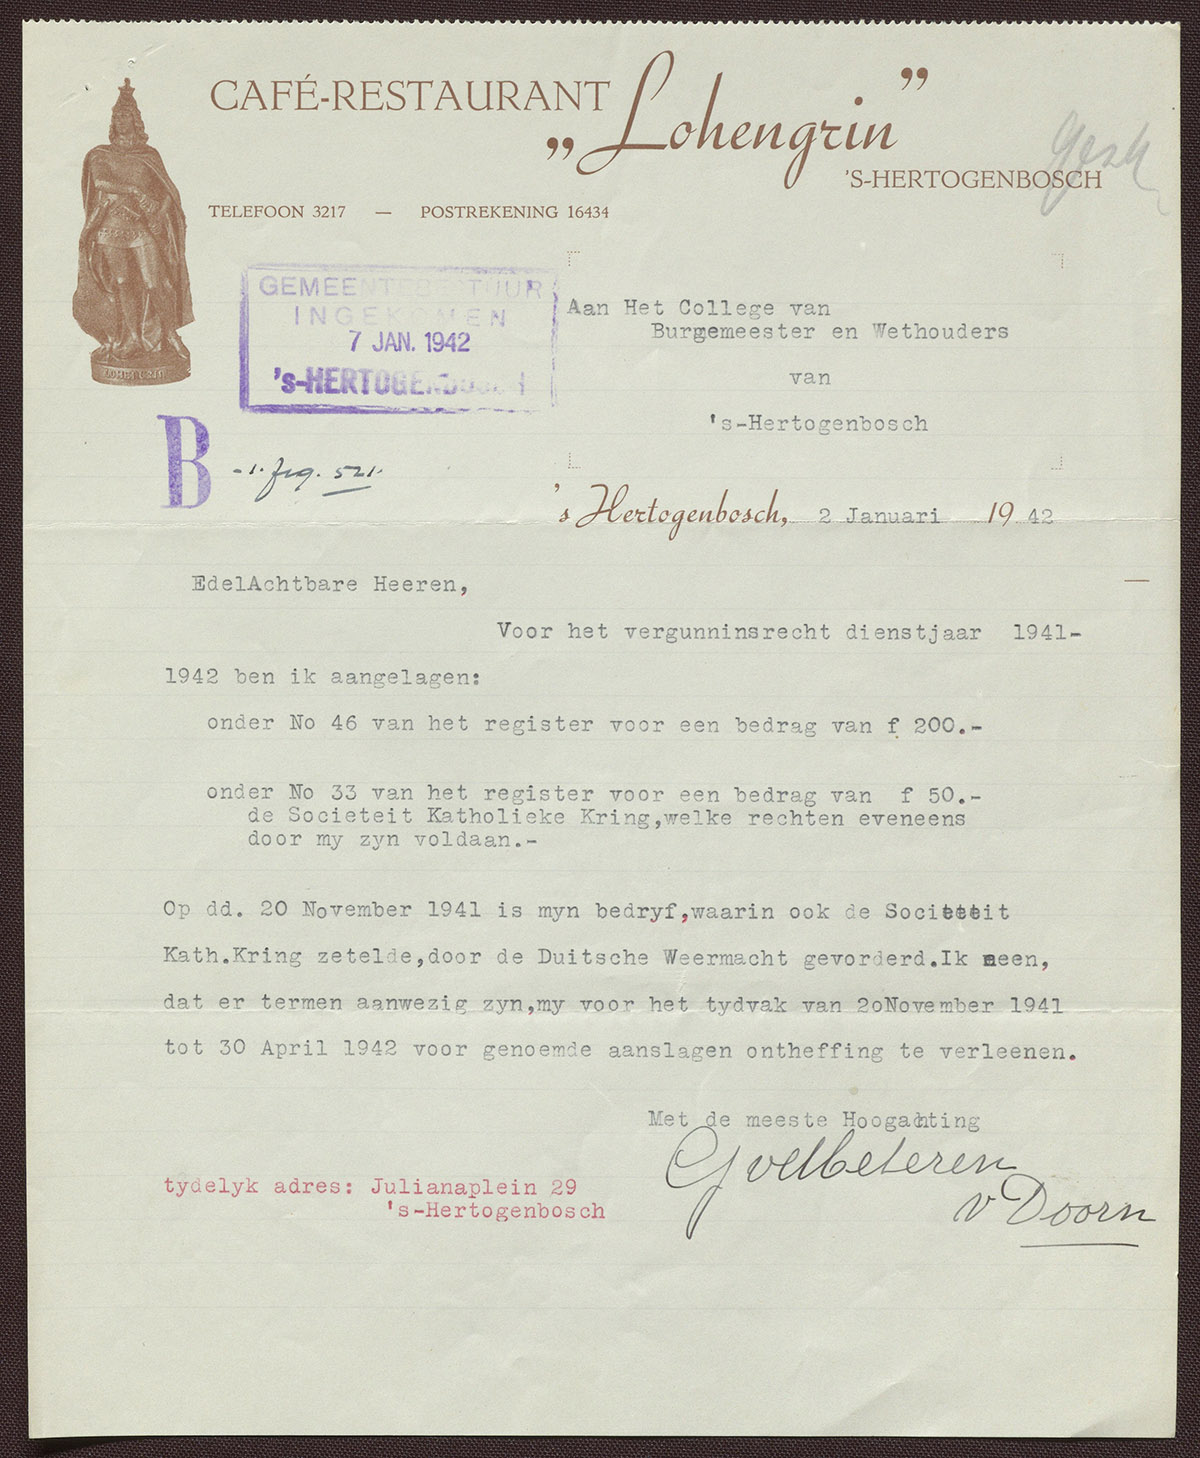 CAFÉ-RESTAURANT
„Lohengrin”
'S-HERTOGENBOSCH
TELEFOON 3217 — POSTREKENING 16434
LOHENGRIN
GEMEENTEBESTUUR
INGEKOMEN
7 JAN. 1942
's-HERTOGENBOSCH
Aan Het College van
Burgemeester en Wethouders
van
's-Hertogenbosch
B
521.
's Hertogenbosch, 2 Januari 19 42
EdelAchtbare Heeren,
Voor het vergunninsrecht dienstjaar 1941-
1942 ben ik aangelagen:
onder No 46 van het register voor een bedrag van f 200.-
onder No 33 van het register voor een bedrag van f 50.-
de Societeit Katholieke Kring,welke rechten eveneens
door my zyn voldaan.-
Op dd. 20 November 1941 is myn bedryf,waarin ook de Societeit
Kath.Kring zetelde,door de Duitsche Weermacht gevorderd.Ik meen,
dat er termen aanwezig zyn,my voor het tydvak van 2oNovember 1941
tot 30 April 1942 voor genoemde aanslagen ontheffing te verleenen.
Met de meeste Hoogachting
v Doorn
tydelyk adres: Julianaplein 29
's-Hertogenbosch